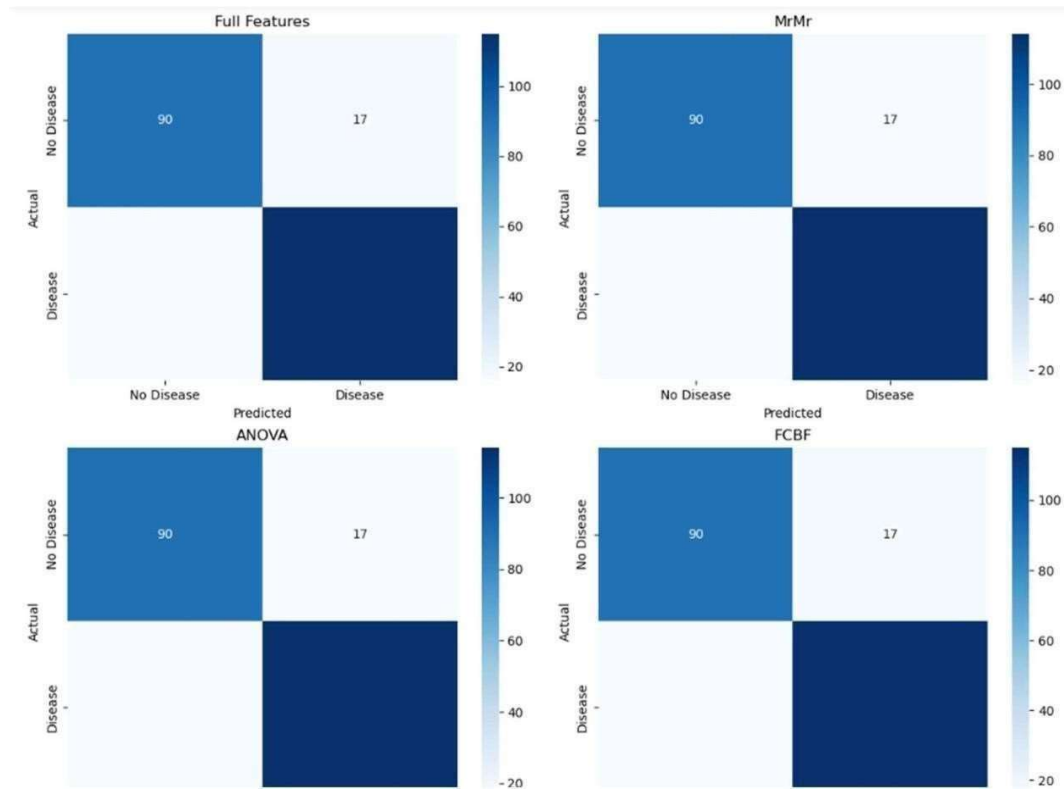 Full Features
MrMr
No Disease
90
17
100
80
60
40
20
Actual
Disease
No Disease
Disease
Predicted
No Disease
90
17
100
80
60
40
20
Actual
Disease
No Disease
Disease
Predicted
ANOVA
FCBF
No Disease
90
17
100
80
60
40
20
Actual
Disease
No Disease
90
17
100
80
60
40
20
Actual
Disease